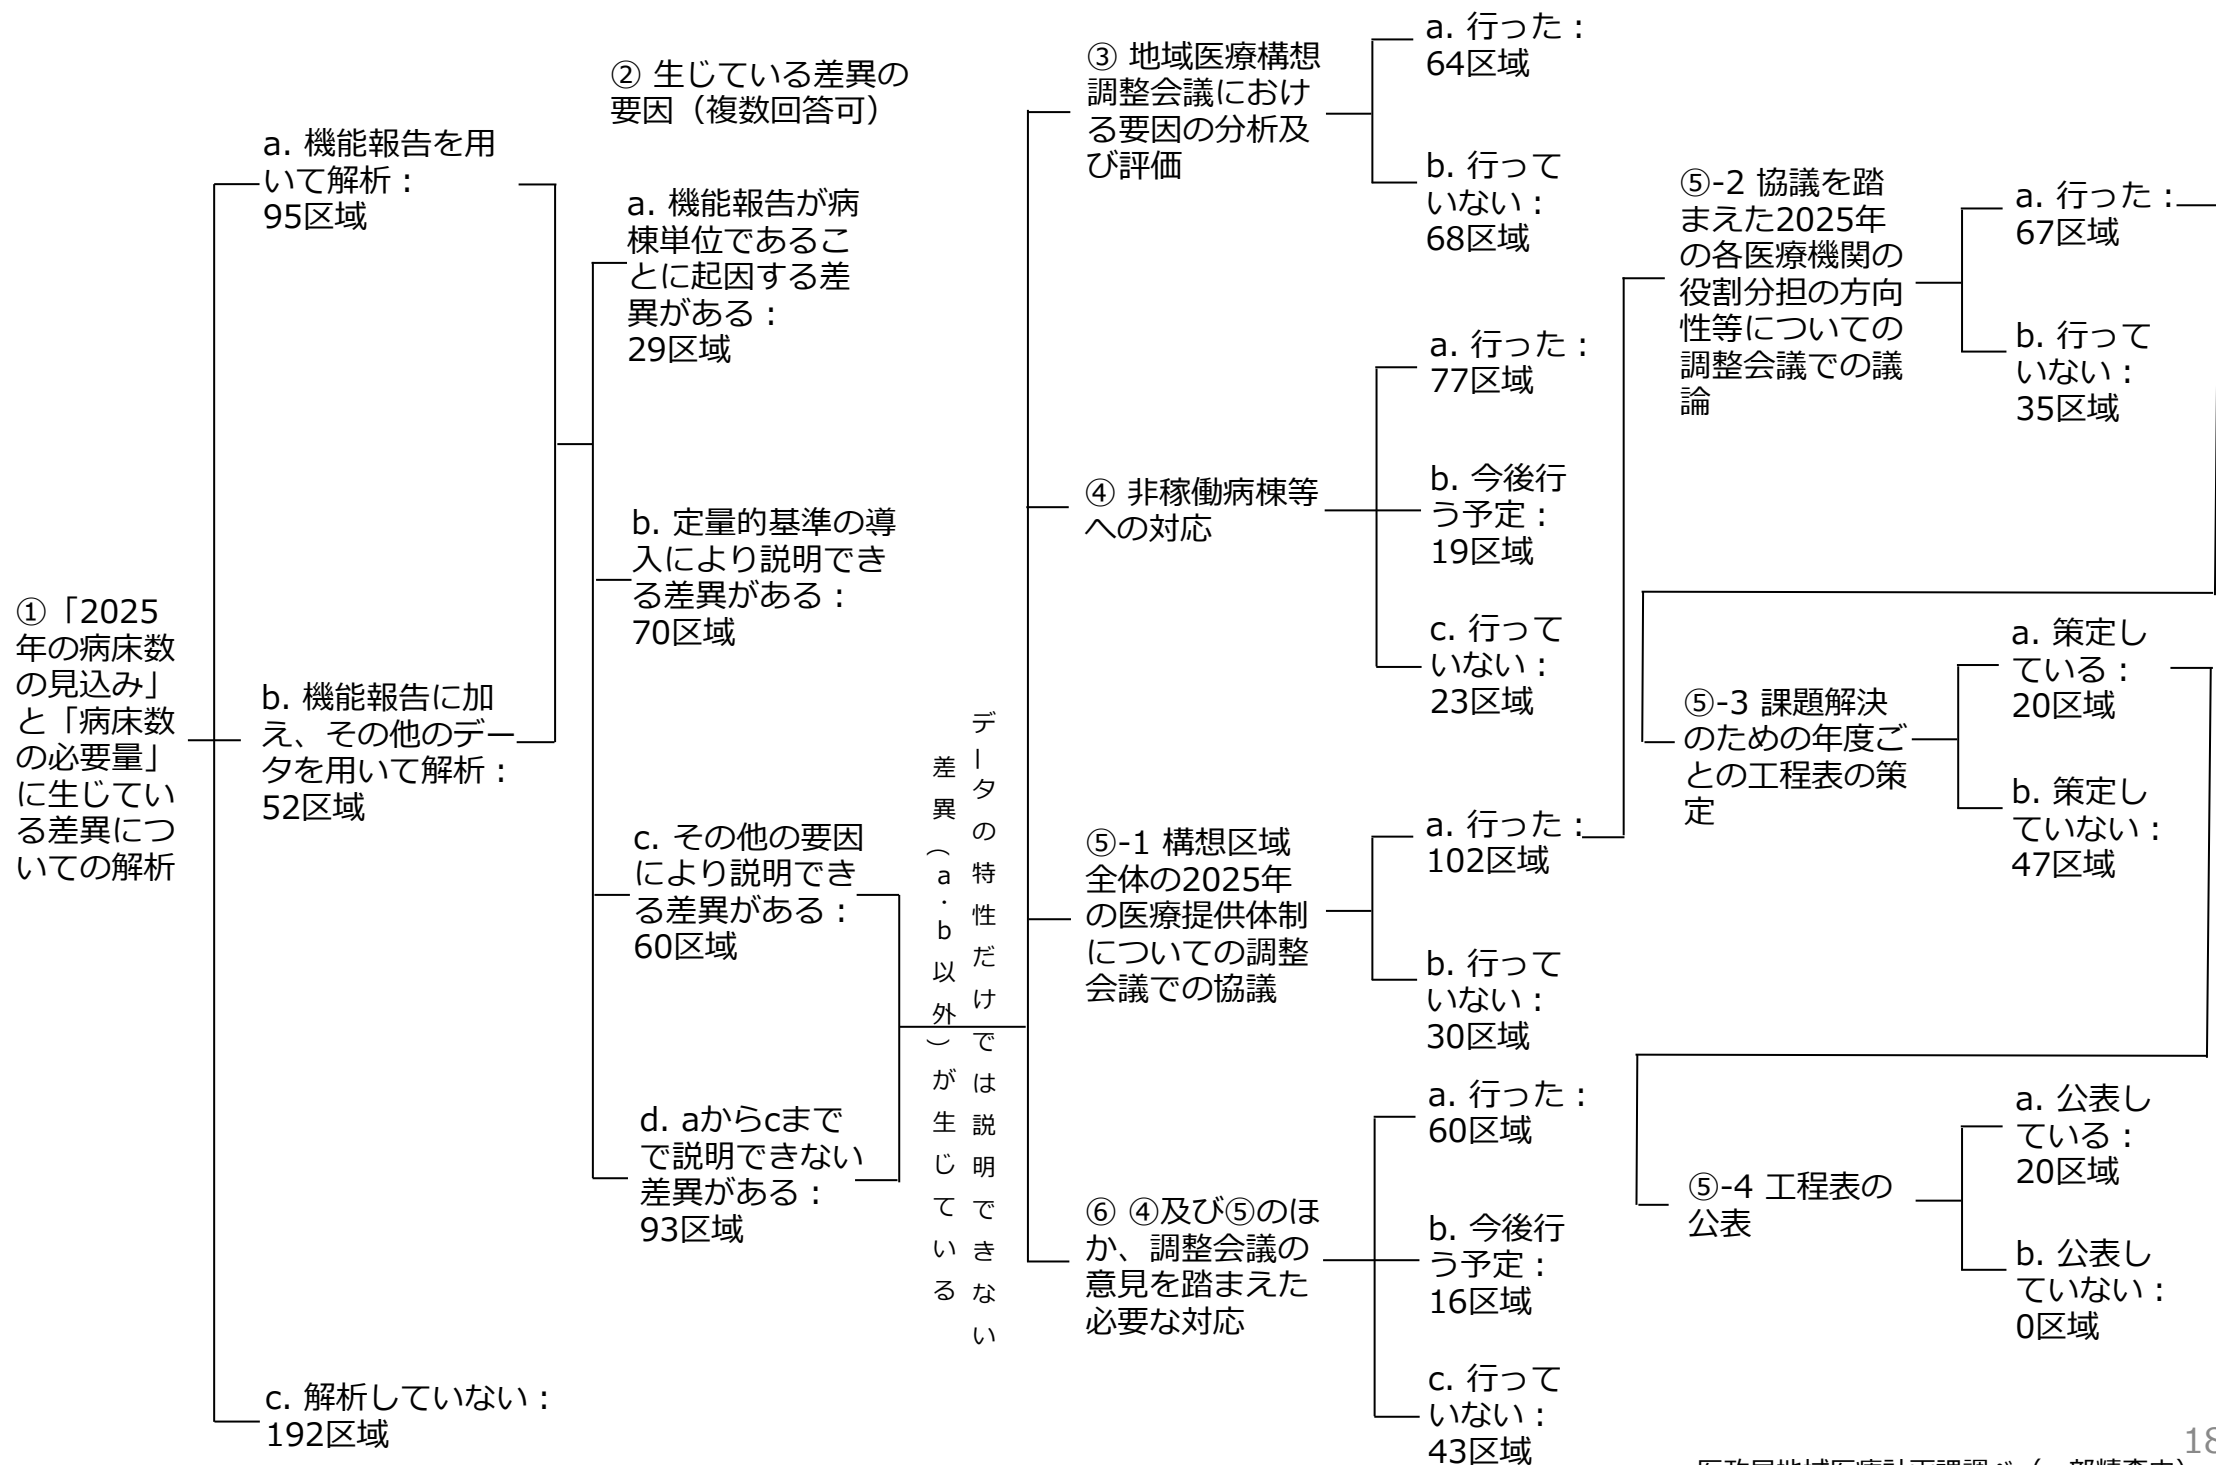 ①「2025
年の病床数
の見込み」
と「病床数
の必要量」
に生じてい
る差異につ
いての解析
a. 機能報告を用
いて解析：
95区域
b. 機能報告に加
え、その他のデー
タを用いて解析：
52区域
c. 解析していない：
192区域
② 生じている差異の
要因（複数回答可）
a. 機能報告が病
棟単位であるこ
とに起因する差
異がある：
29区域
b. 定量的基準の導
入により説明でき
る差異がある：
70区域
c. その他の要因
により説明でき
る差異がある：
60区域
d. aからcまで
で説明できない
差異がある：
93区域
データの特性だけでは説明できない
差異（a・b以外）が生じている
③ 地域医療構想
調整会議におけ
る要因の分析及
び評価
a. 行った：
64区域
b. 行って
いない：
68区域
④ 非稼働病棟等
への対応
a. 行った：
77区域
b. 今後行
う予定：
19区域
c. 行って
いない：
23区域
⑤-1 構想区域
全体の2025年
の医療提供体制
についての調整
会議での協議
a. 行った：
102区域
b. 行って
いない：
30区域
⑥ ④及び⑤のほ
か、調整会議の
意見を踏まえた
必要な対応
a. 行った：
60区域
b. 今後行
う予定：
16区域
c. 行って
いない：
43区域
⑤-2 協議を踏
まえた2025年
の各医療機関の
役割分担の方向
性等についての
調整会議での議
論
a. 行った：
67区域
b. 行って
いない：
35区域
⑤-3 課題解決
のための年度ご
との工程表の策
定
a. 策定し
ている：
20区域
b. 策定し
ていない：
47区域
⑤-4 工程表の
公表
a. 公表し
ている：
20区域
b. 公表し
ていない：
0区域
18